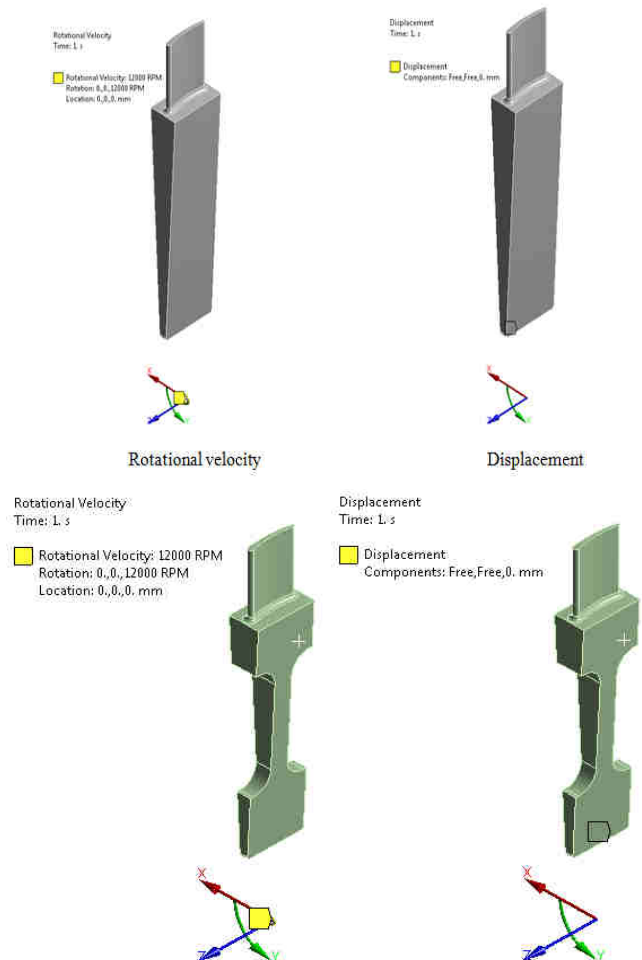 Rotational Velocity
Time: 1. s
Rotational Velocity: 12000 RPM
Rotation: 0.,0.,12000 RPM
Location: 0.,0.,0. mm
X
Z
Y
Rotational velocity
Displacement
Time: 1. s
Displacement
Components: Free,Free,0. mm
X
Z
Y
Displacement
Rotational Velocity
Time: 1. s
Rotational Velocity: 12000 RPM
Rotation: 0.,0.,12000 RPM
Location: 0.,0.,0. mm
X
Z
Y
Displacement
Time: 1. s
Displacement
Components: Free,Free,0. mm
X
Z
Y